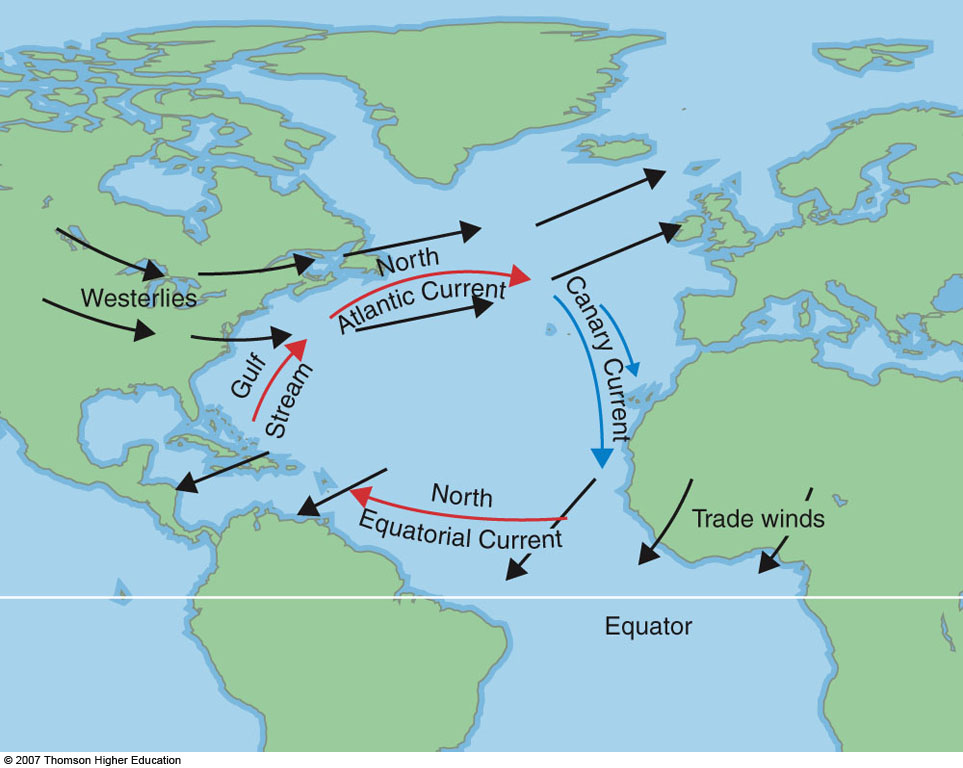 North
Atlantic Current
Westerlies
Canary Current
Gulf
Stream
North
Equatorial Current
Trade winds
Equator
© 2007 Thomson Higher Education